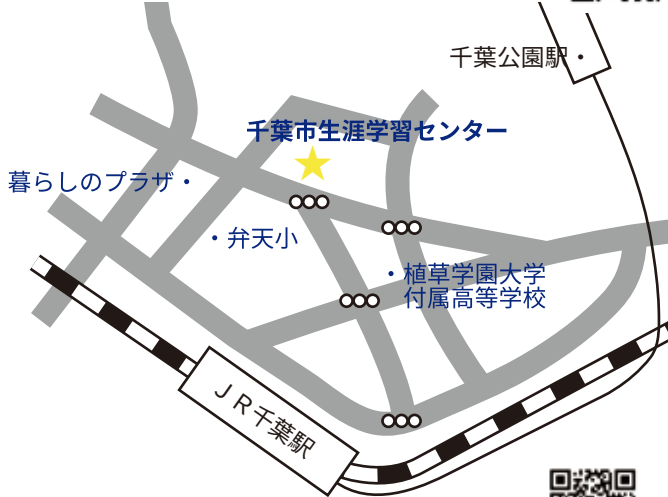 千葉公園駅・
千葉市生涯学習センター
暮らしのプラザ・
・弁天小
・植草学園大学
付属高等学校
JR千葉駅